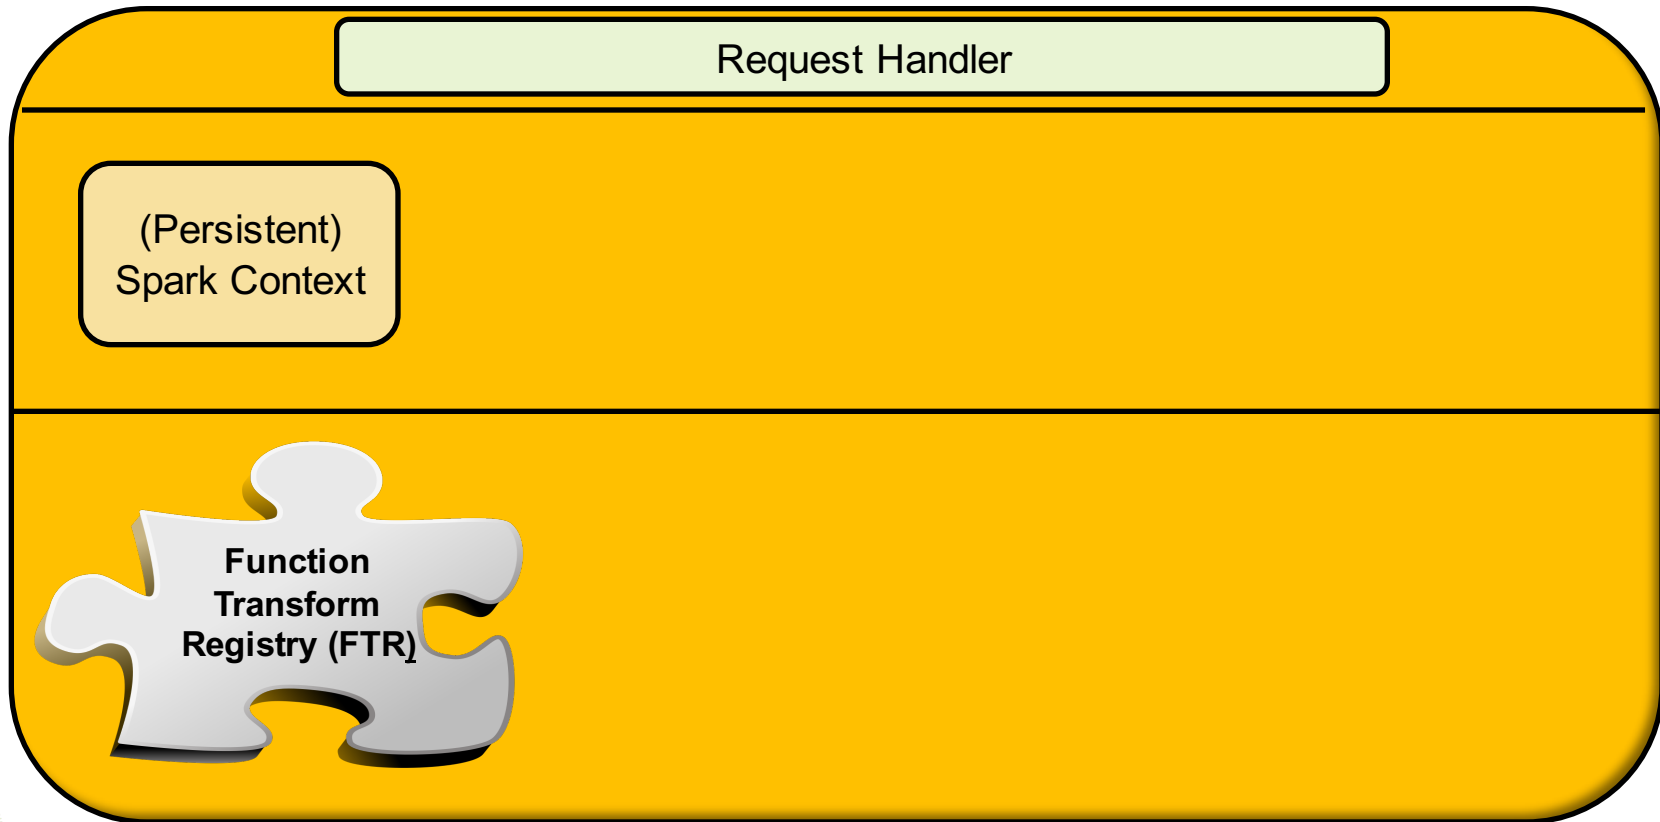 Request Handler
(Persistent)
Spark Context
Function
Transform
Registry (FTR)